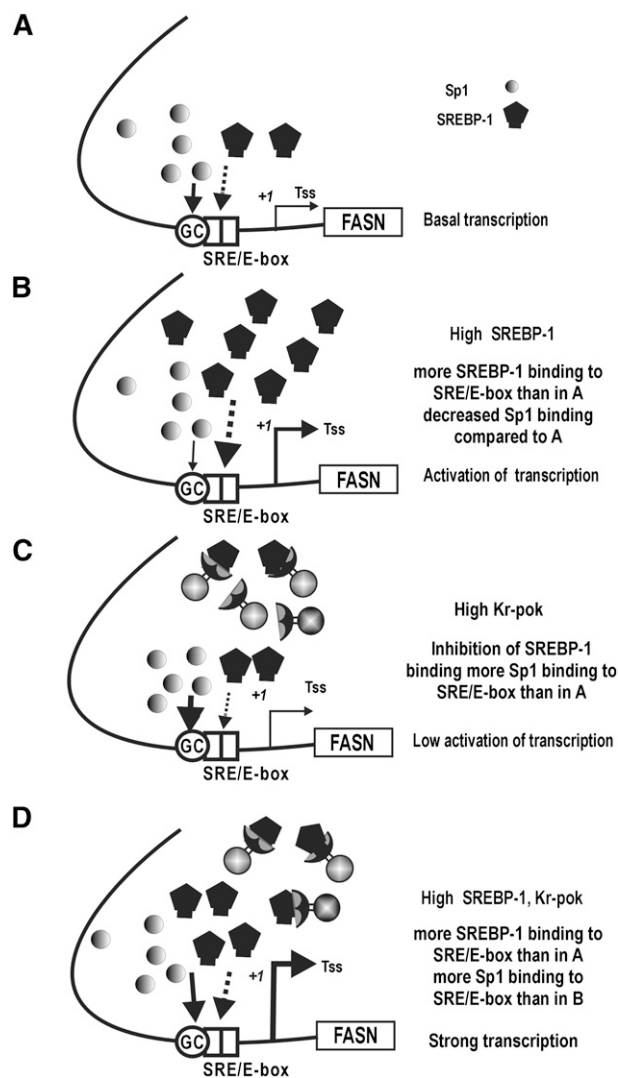 A
Sp1
SREBP-1
+1
Tss
GC
FASN
Basal transcription
SRE/E-box
B
High SREBP-1
more SREBP-1 binding to
SRE/E-box than in A
decreased Sp1 binding
compared to A
+1
Tss
GC
FASN
Activation of transcription
SRE/E-box
C
High Kr-pok
Inhibition of SREBP-1
binding more Sp1 binding to
SRE/E-box than in A
+1
Tss
GC
FASN
Low activation of transcription
SRE/E-box
D
High SREBP-1, Kr-pok
more SREBP-1 binding to
SRE/E-box than in A
more Sp1 binding to
SRE/E-box than in B
+1
Tss
GC
FASN
Strong transcription
SRE/E-box